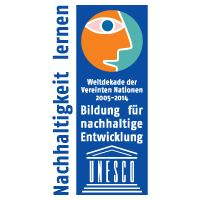 Nachhaltigkeit lernen
Weltdekade der
Vereinten Nationen
2005-2014
Bildung für
nachhaltige
Entwicklung
UNESCO